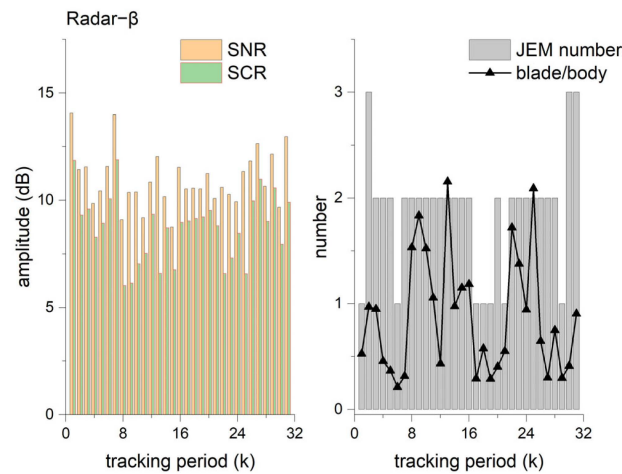 Radar-β
SNR
SCR
amplitude (dB)
15
10
5
0
0 8 16 24 32
tracking period (k)
JEM number
blade/body
number
3
2
1
0
0 8 16 24 32
tracking period (k)